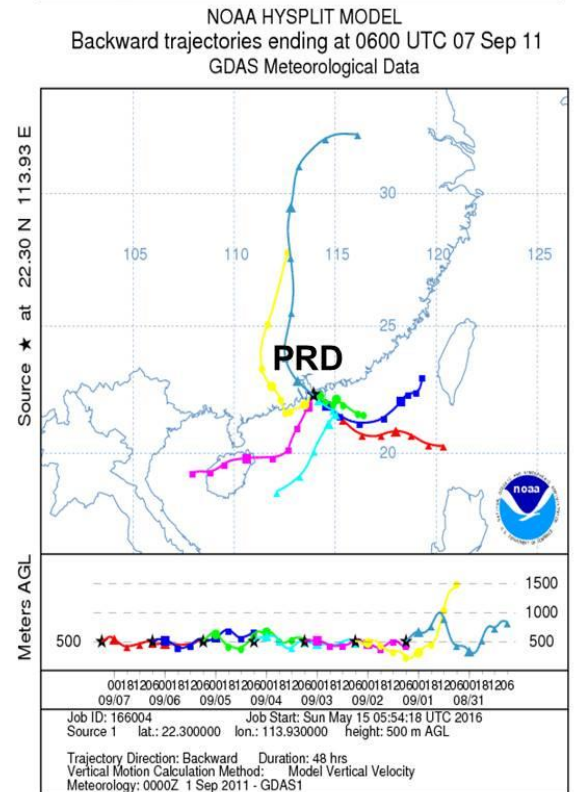 NOAA HYSPLIT MODEL
Backward trajectories ending at 0600 UTC 07 Sep 11
GDAS Meteorological Data
Source ★ at 22.30 N 113.93 E
30
105 110 115 120 125
25
PRD
20
noaa
Meters AGL
1500
1000
500 500
09/07 09/06 09/05 09/04 09/03 09/02 09/01 08/31
Job ID: 166004 Job Start: Sun May 15 05:54:18 UTC 2016
Source 1 lat.: 22.300000 lon.: 113.930000 height: 500 m AGL
Trajectory Direction: Backward Duration: 48 hrs
Vertical Motion Calculation Method: Model Vertical Velocity
Meteorology: 0000Z 1 Sep 2011 - GDAS1